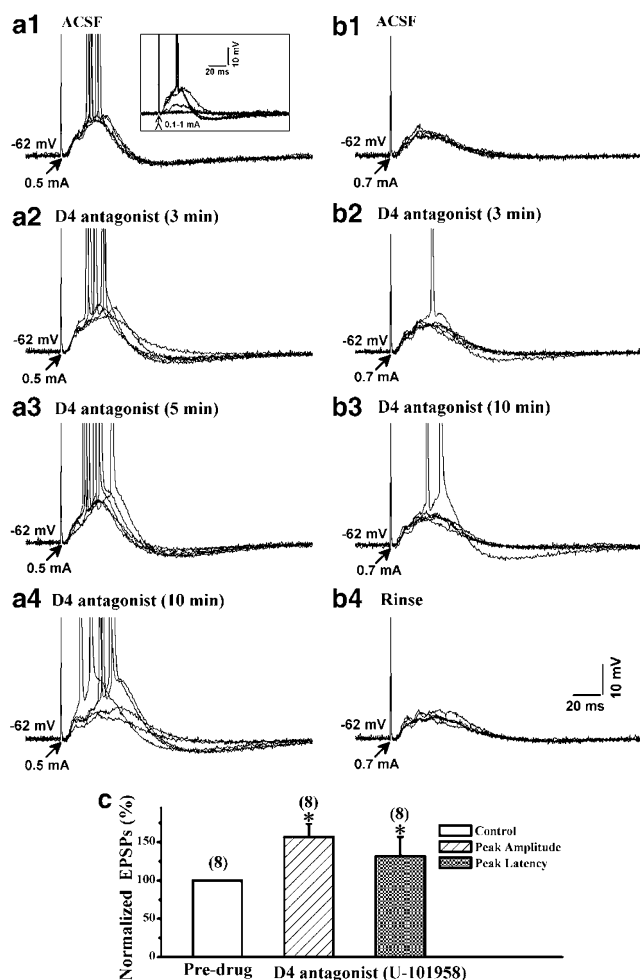 a1 ACSF
20 ms
10 mV
0.1-1 mA
-62 mV
0.5 mA
b1 ACSF
-62 mV
0.7 mA
a2 D4 antagonist (3 min)
-62 mV
0.5 mA
b2 D4 antagonist (3 min)
-62 mV
0.7 mA
a3 D4 antagonist (5 min)
-62 mV
0.5 mA
b3 D4 antagonist (10 min)
-62 mV
0.7 mA
a4 D4 antagonist (10 min)
-62 mV
0.5 mA
b4 Rinse
20 ms
10 mV
-62 mV
0.7 mA
c
Normalized EPSPs (%)
150
100
50
0
(8)
(8)
*
(8)
*
Control
Peak Amplitude
Peak Latency
Pre-drug
D4 antagonist (U-101958)